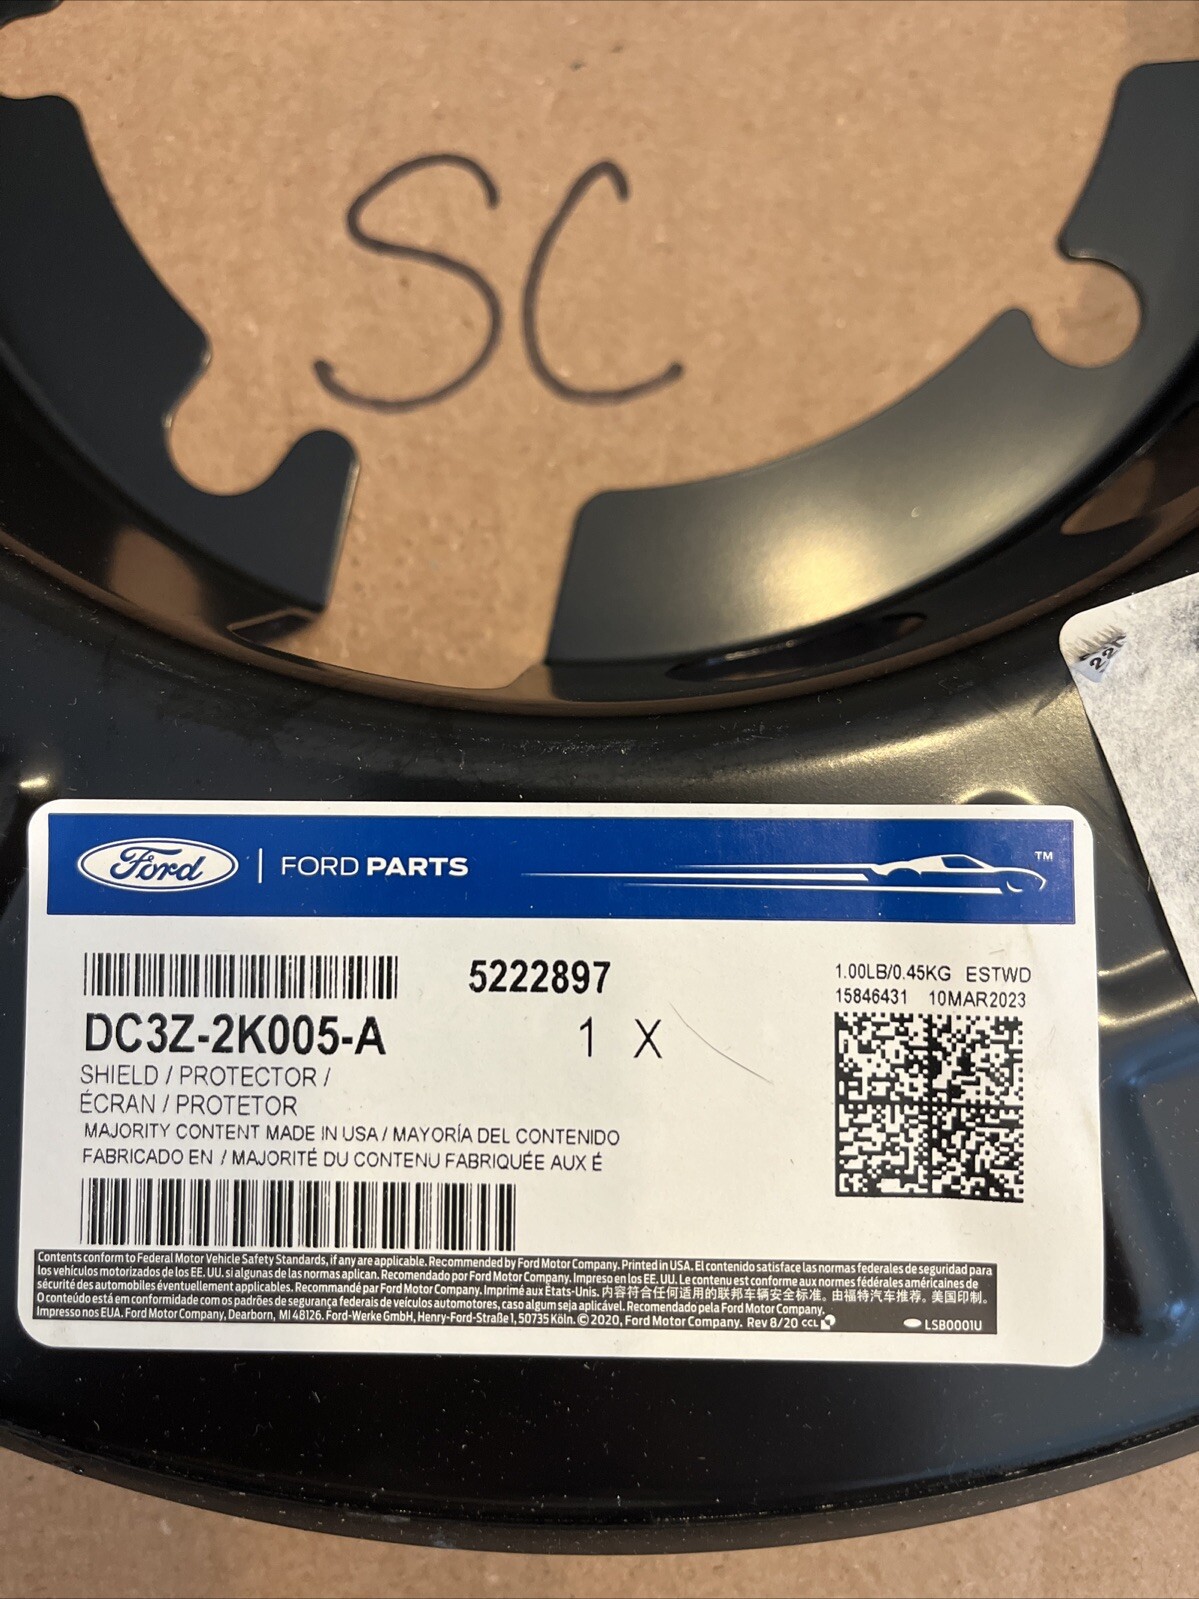 SC
22
Ford | FORD PARTS TM
5222897
1.00LB/0.45KG ESTWD
15846431 10MAR2023
DC3Z-2K005-A
1 X
SHIELD / PROTECTOR /
ÉCRAN / PROTETOR
MAJORITY CONTENT MADE IN USA / MAYORÍA DEL CONTENIDO
FABRICADO EN / MAJORITÉ DU CONTENU FABRIQUÉE AUX É
Contents conform to Federal Motor Vehicle Safety Standards, if any are applicable. Recommended by Ford Motor Company. Printed in USA. El contenido satisface las normas federales de seguridad para
los vehículos motorizados de los EE. UU. si algunas de las normas aplican. Recomendado por Ford Motor Company. Impreso en los EE. UU. Le contenu est conforme aux normes fédérales américaines de
sécurité des automobiles éventuellement applicables. Recommandé par Ford Motor Company. Imprimé aux États-Unis. 内容符合任何适用的联邦车辆安全标准。由福特汽车推荐。美国印制。
O conteúdo está em conformidade com os padrões de segurança federais de veículos automotores, caso algum seja aplicável. Recomendado pela Ford Motor Company.
Impresso nos EUA. Ford Motor Company, Dearborn, MI 48126. Ford-Werke GmbH, Henry-Ford-Straße 1, 50735 Köln. © 2020, Ford Motor Company. Rev 8/20 CCL
LSB0001U